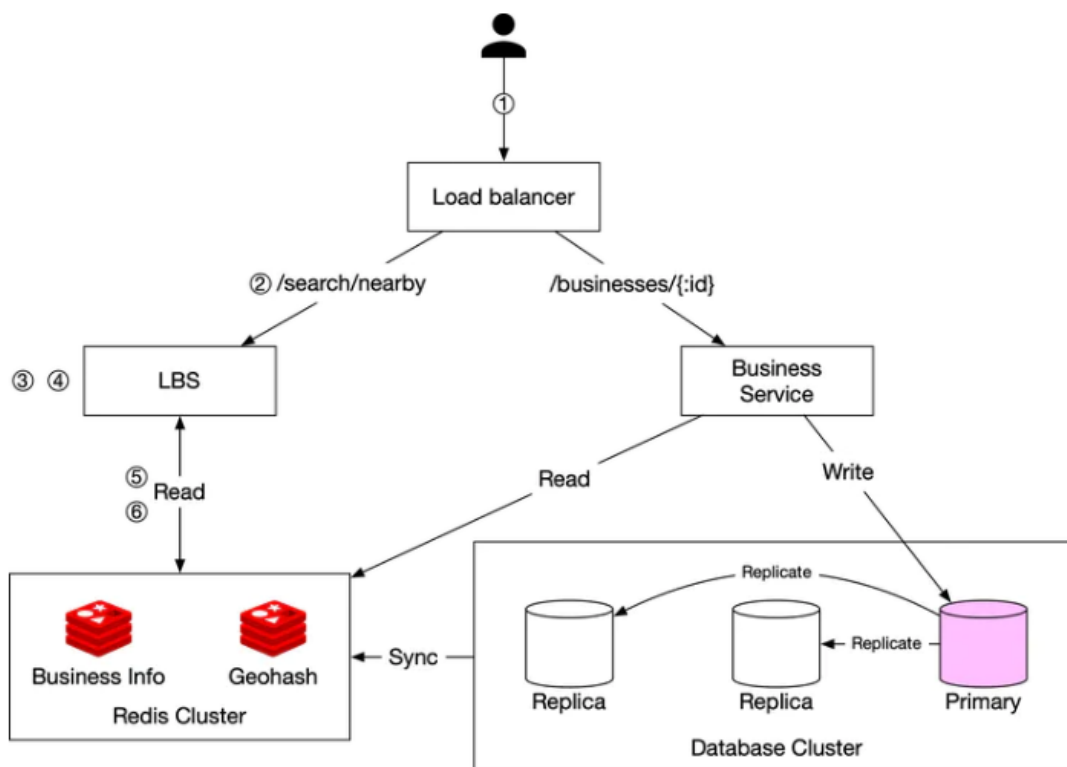 ①
Load balancer
② /search/nearby
/businesses/{:id}
③ ④
LBS
Business
Service
⑤
Read
⑥
Read
Write
Business Info
Geohash
Redis Cluster
Sync
Replicate
Replicate
Replica
Replica
Primary
Database Cluster